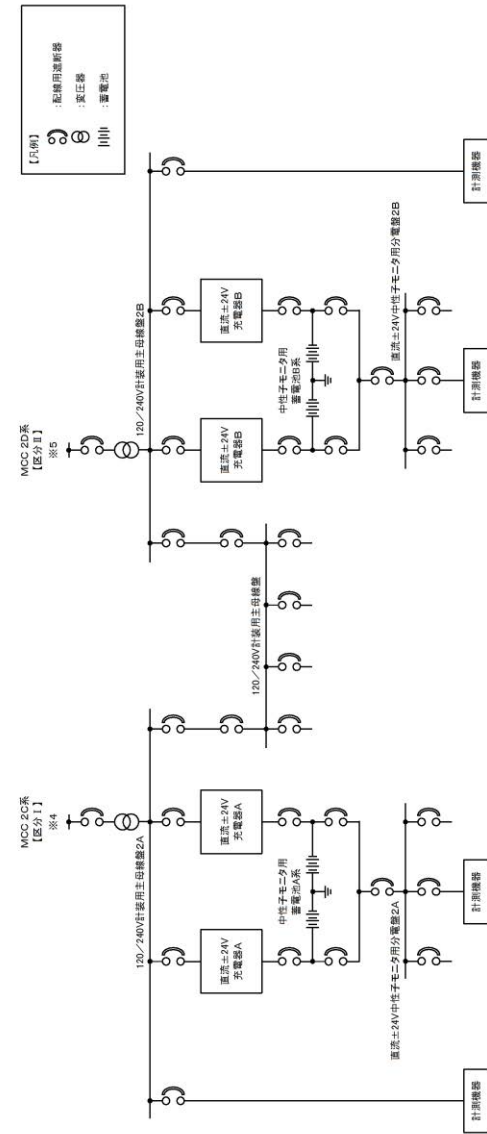 【凡例】
：配線用遮断器
：変圧器
：蓄電池
MCC 2C系
【区分Ⅰ】
※4
MCC 2D系
【区分Ⅱ】
※5
120／240V計装用主母線盤2A
120／240V計装用主母線盤2B
120／240V計装用主母線盤
直流±24V
充電器A
直流±24V
充電器A
直流±24V
充電器B
直流±24V
充電器B
中性子モニタ用
蓄電池A系
中性子モニタ用
蓄電池B系
直流±24V中性子モニタ用分電盤2A
直流±24V中性子モニタ用分電盤2B
計測機器
計測機器
計測機器
計測機器